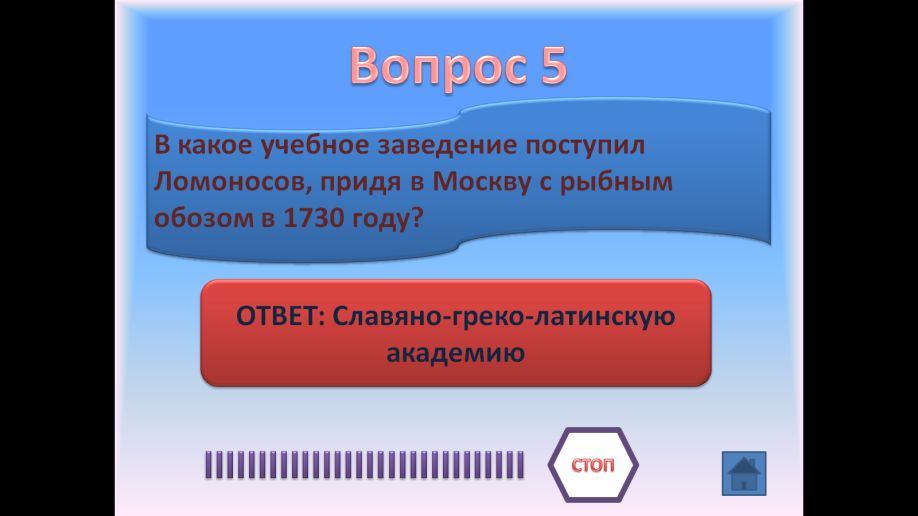 Вопрос 5
В какое учебное заведение поступил
Ломоносов, придя в Москву с рыбным
обозом в 1730 году?
ОТВЕТ: Славяно-греко-латинскую
академию
СТОП